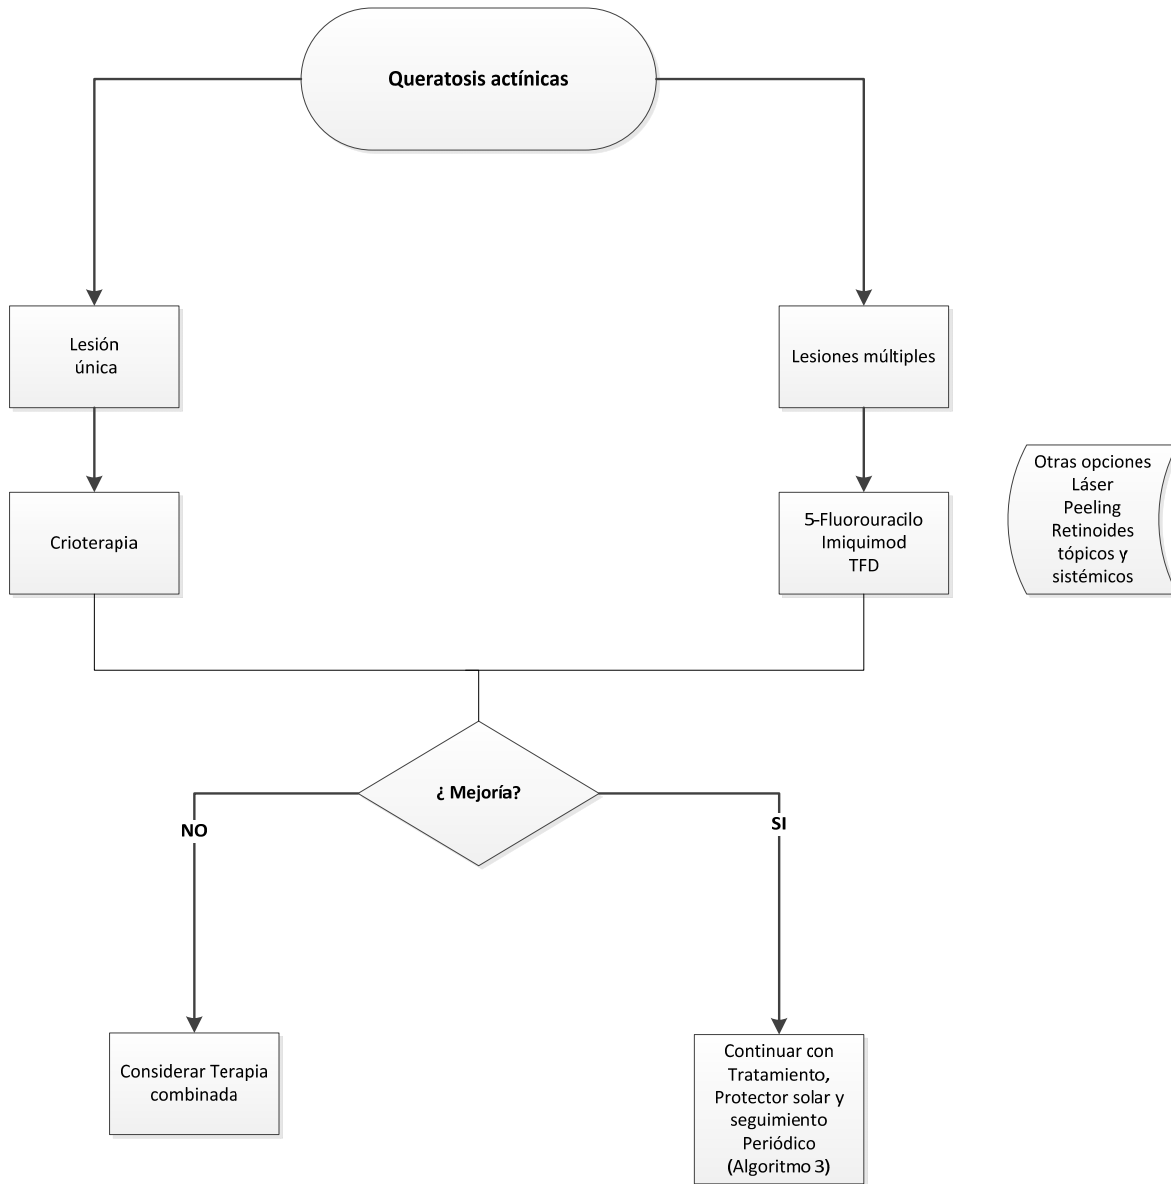 Queratosis actínicas
Lesión
única
Lesiones múltiples
Crioterapia
5-Fluorouracilo
Imiquimod
TFD
Otras opciones
Láser
Peeling
Retinoides
tópicos y
sistémicos
¿ Mejoría?
NO
SI
Considerar Terapia
combinada
Continuar con
Tratamiento,
Protector solar y
seguimiento
Periódico
(Algoritmo 3)